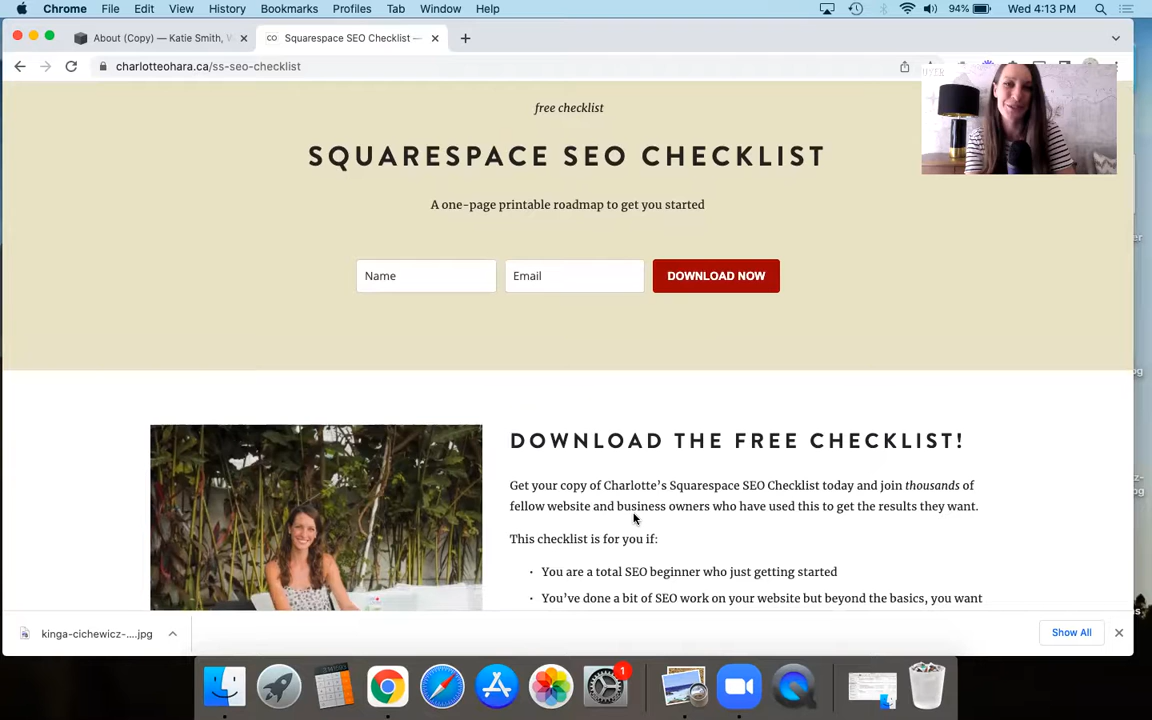 Chrome File Edit View History Bookmarks Profiles Tab Window Help 94% Wed 4:13 PM
About (Copy) — Katie Smith, Squarespace SEO Checklist —
charlotteohara.ca/ss-seo-checklist
free checklist
SQUARESPACE SEO CHECKLIST
A one-page printable roadmap to get you started
Name Email DOWNLOAD NOW
DOWNLOAD THE FREE CHECKLIST!
Get your copy of Charlotte’s Squarespace SEO Checklist today and join thousands of
fellow website and business owners who have used this to get the results they want.
This checklist is for you if:
• You are a total SEO beginner who just getting started
• You’ve done a bit of SEO work on your website but beyond the basics, you want
kinga-cichewicz-....jpg Show All
1